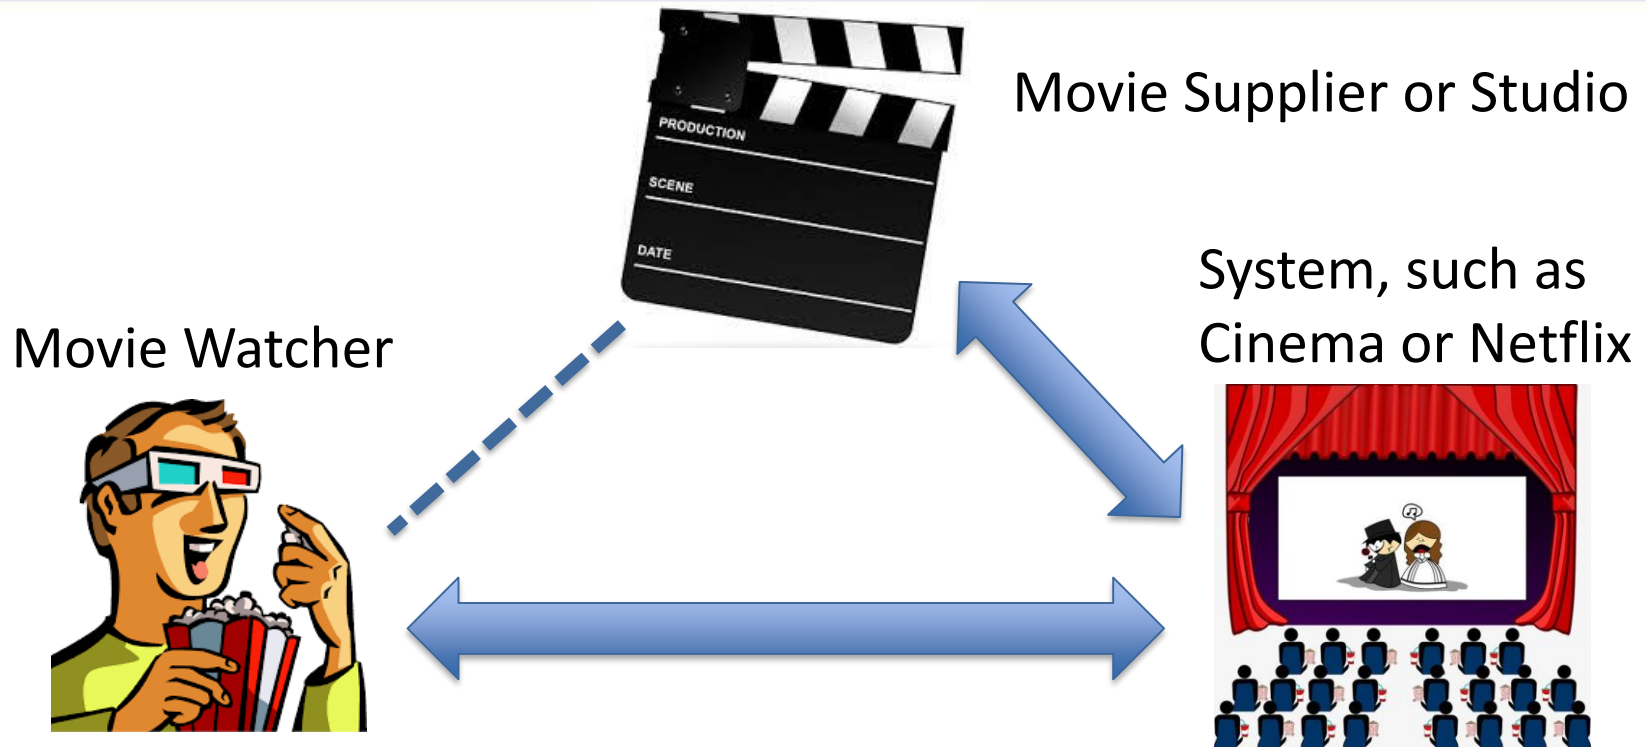 Movie Supplier or Studio
PRODUCTION
SCENE
DATE
System, such as
Cinema or Netflix
Movie Watcher